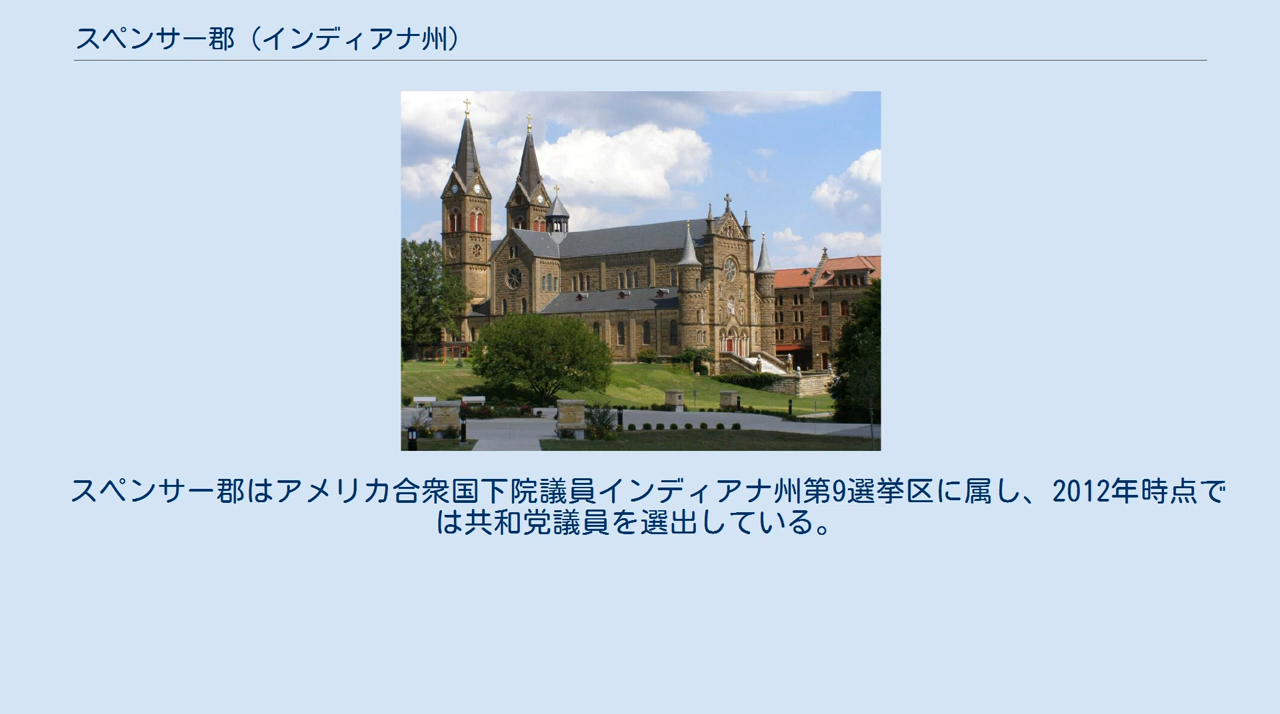 スペンサー郡（インディアナ州）
スペンサー郡はアメリカ合衆国下院議員インディアナ州第9選挙区に属し、2012年時点で
は共和党議員を選出している。